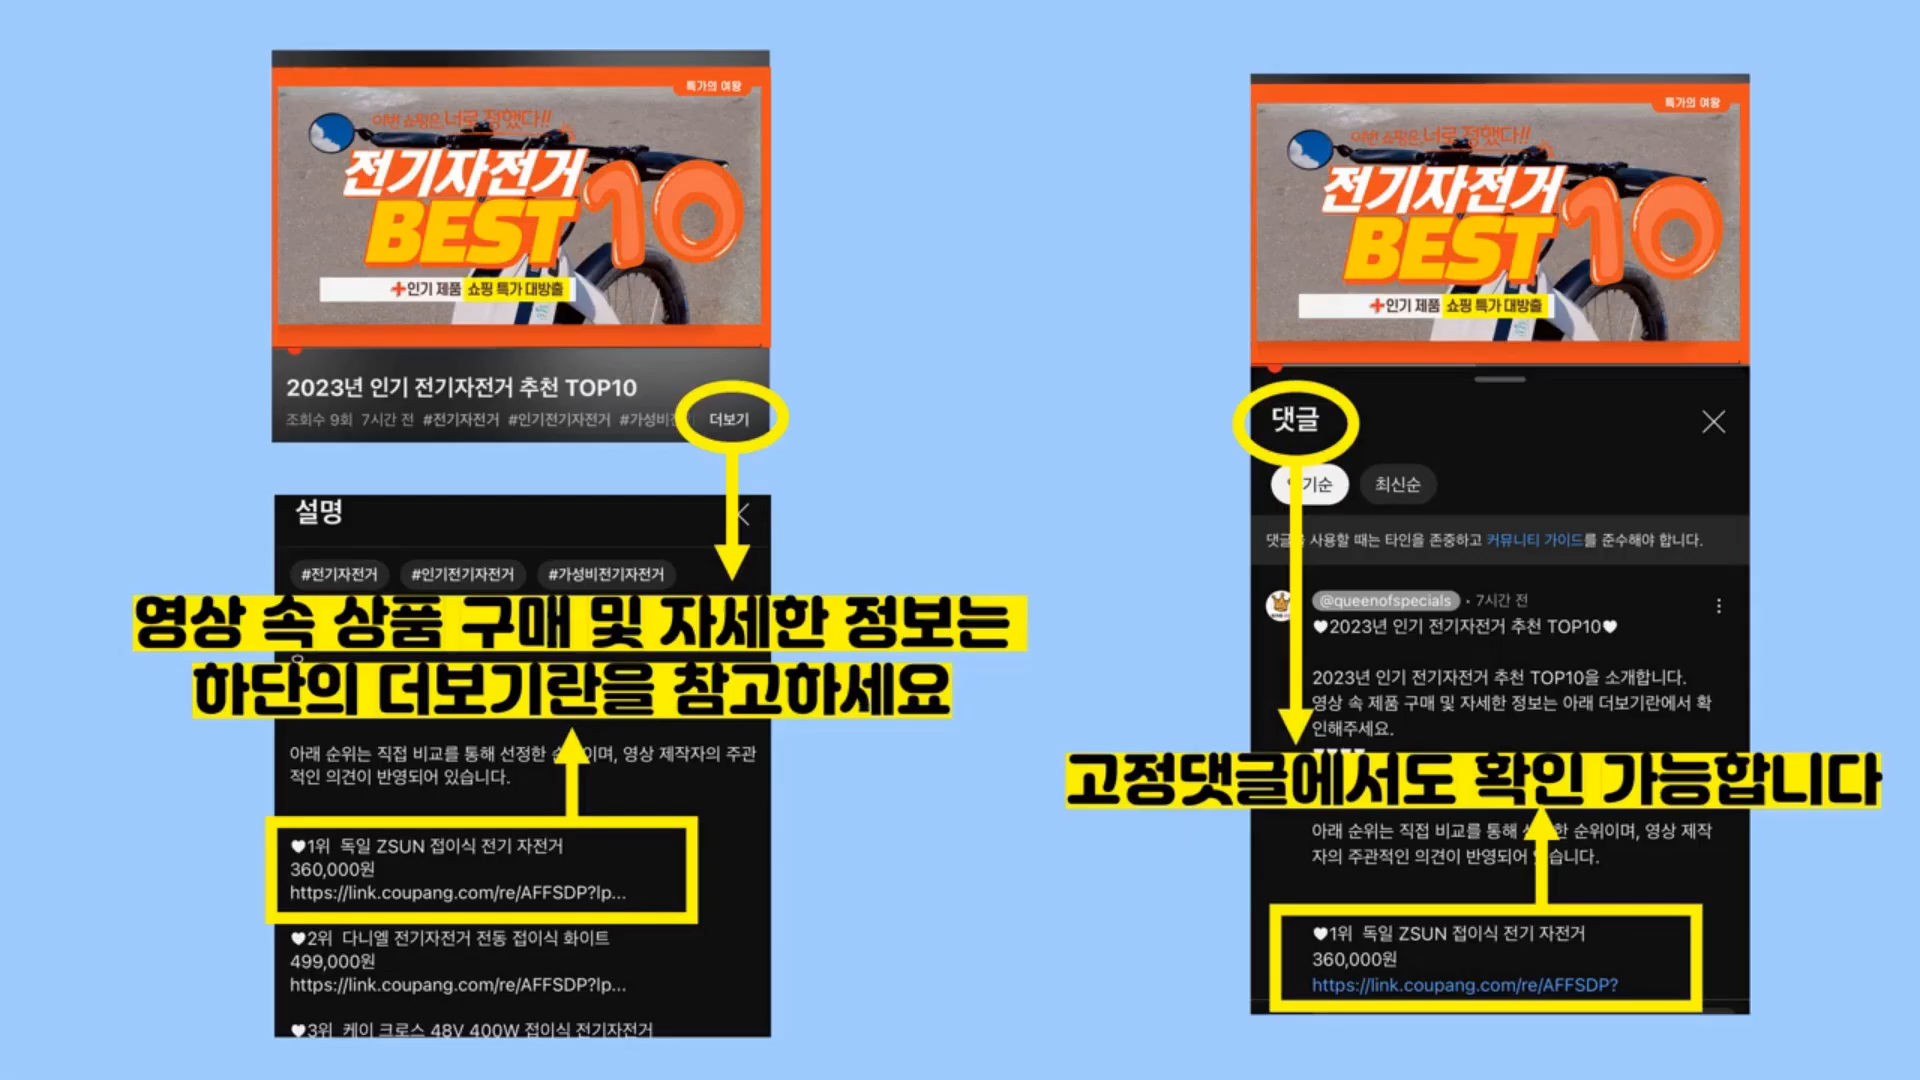 특가의 여왕
이번 쇼핑은 너로 정했다!!
전기자전거
BEST 10
+인기 제품 쇼핑 특가 대방출
2023년 인기 전기자전거 추천 TOP10
조회수 9회 7시간 전 #전기자전거 #인기전기자전거 #가성비전
더보기
설명
#전기자전거 #인기전기자전거 #가성비전기자전거
영상 속 상품 구매 및 자세한 정보는
하단의 더보기란을 참고하세요
아래 순위는 직접 비교를 통해 선정한 순위이며, 영상 제작자의 주관
적인 의견이 반영되어 있습니다.
♥1위 독일 ZSUN 접이식 전기 자전거
360,000원
https://link.coupang.com/re/AFFSDP?lp...
♥2위 다니엘 전기자전거 전동 접이식 화이트
499,000원
https://link.coupang.com/re/AFFSDP?lp...
♥3위 케이 크로스 48V 400W 접이식 전기자전거
특가의 여왕
이번 쇼핑은 너로 정했다!!
전기자전거
BEST 10
+인기 제품 쇼핑 특가 대방출
댓글
인기순 최신순
댓글을 사용할 때는 타인을 존중하고 커뮤니티 가이드를 준수해야 합니다.
@queenofspecials · 7시간 전
♥2023년 인기 전기자전거 추천 TOP10♥
2023년 인기 전기자전거 추천 TOP10을 소개합니다.
영상 속 제품 구매 및 자세한 정보는 아래 더보기란에서 확
인해주세요.
고정댓글에서도 확인 가능합니다
아래 순위는 직접 비교를 통해 선정한 순위이며, 영상 제작
자의 주관적인 의견이 반영되어 있습니다.
♥1위 독일 ZSUN 접이식 전기 자전거
360,000원
https://link.coupang.com/re/AFFSDP?